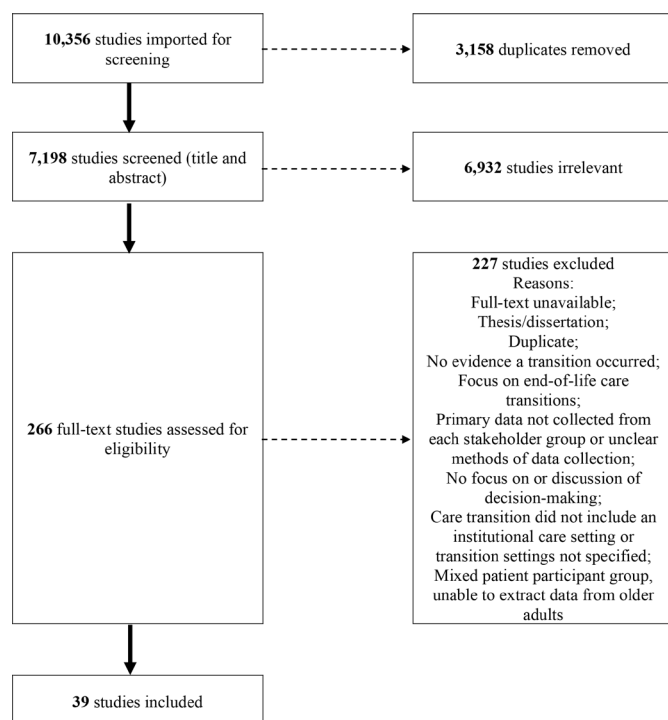 10,356 studies imported for
screening
3,158 duplicates removed
7,198 studies screened (title and
abstract)
6,932 studies irrelevant
266 full-text studies assessed for
eligibility
227 studies excluded
Reasons:
Full-text unavailable;
Thesis/dissertation;
Duplicate;
No evidence a transition occurred;
Focus on end-of-life care
transitions;
Primary data not collected from
each stakeholder group or unclear
methods of data collection;
No focus on or discussion of
decision-making;
Care transition did not include an
institutional care setting or
transition settings not specified;
Mixed patient participant group,
unable to extract data from older
adults
39 studies included